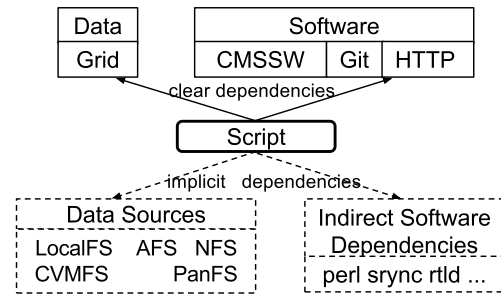 Data
Software
Grid
CMSSW
Git
HTTP
clear dependencies
Script
implicit dependencies
Data Sources
LocalFS AFS NFS
CVMFS PanFS
Indirect Software
Dependencies
perl srync rtld ...